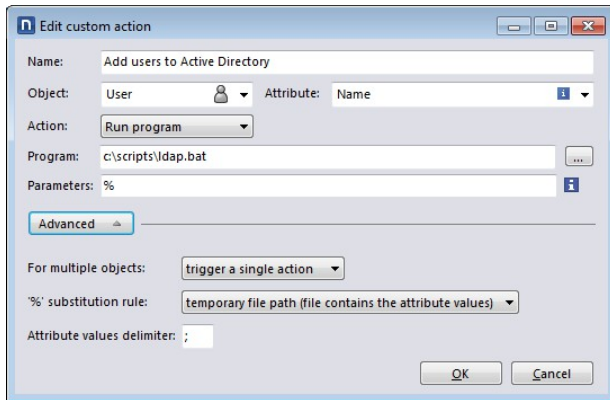 n Edit custom action
Name: Add users to Active Directory
Object: User Attribute: Name i
Action: Run program
Program: c:\scripts\ldap.bat ...
Parameters: % i
Advanced
For multiple objects: trigger a single action
'%' substitution rule: temporary file path (file contains the attribute values)
Attribute values delimiter: ;
OK Cancel